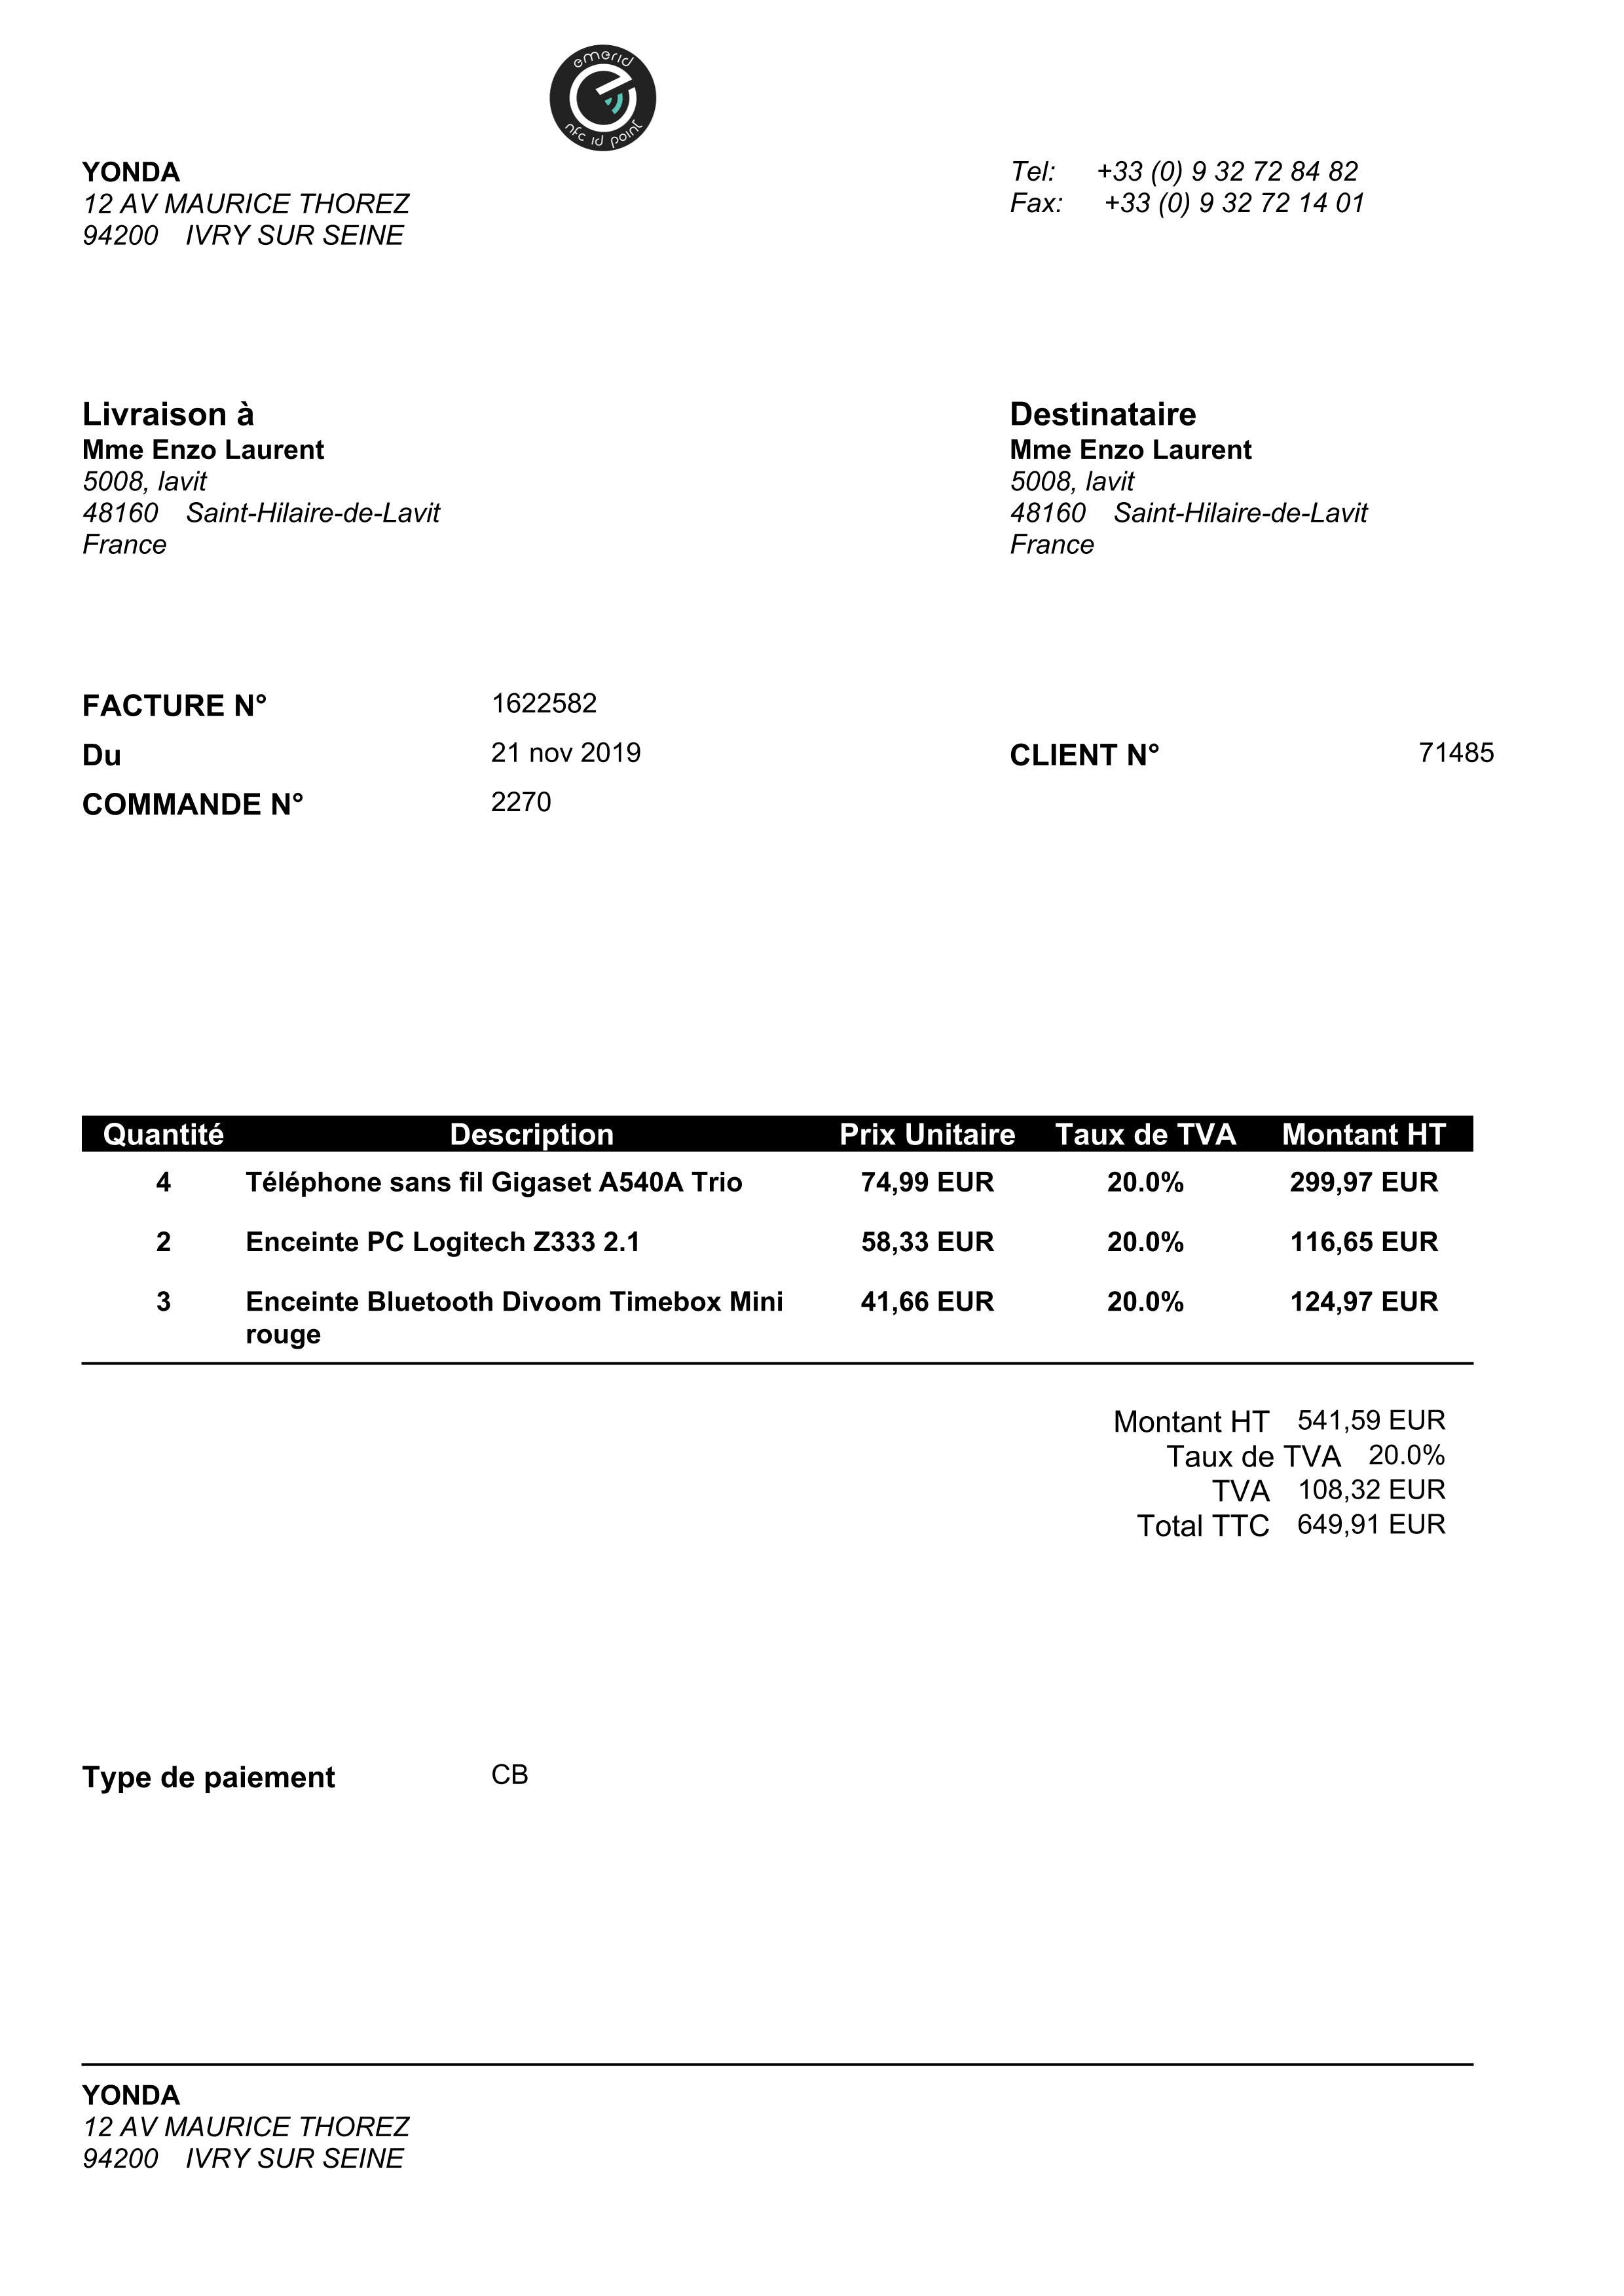 emerid
nfc id point
YONDA
12 AV MAURICE THOREZ
94200 IVRY SUR SEINE
Tel: +33 (0) 9 32 72 84 82
Fax: +33 (0) 9 32 72 14 01
Livraison à
Mme Enzo Laurent
5008, lavit
48160 Saint-Hilaire-de-Lavit
France
Destinataire
Mme Enzo Laurent
5008, lavit
48160 Saint-Hilaire-de-Lavit
France
FACTURE N° 1622582
Du 21 nov 2019 CLIENT N° 71485
COMMANDE N° 2270
Quantité Description Prix Unitaire Taux de TVA Montant HT
4 Téléphone sans fil Gigaset A540A Trio 74,99 EUR 20.0% 299,97 EUR
2 Enceinte PC Logitech Z333 2.1 58,33 EUR 20.0% 116,65 EUR
3 Enceinte Bluetooth Divoom Timebox Mini 41,66 EUR 20.0% 124,97 EUR
rouge
Montant HT 541,59 EUR
Taux de TVA 20.0%
TVA 108,32 EUR
Total TTC 649,91 EUR
Type de paiement CB
YONDA
12 AV MAURICE THOREZ
94200 IVRY SUR SEINE